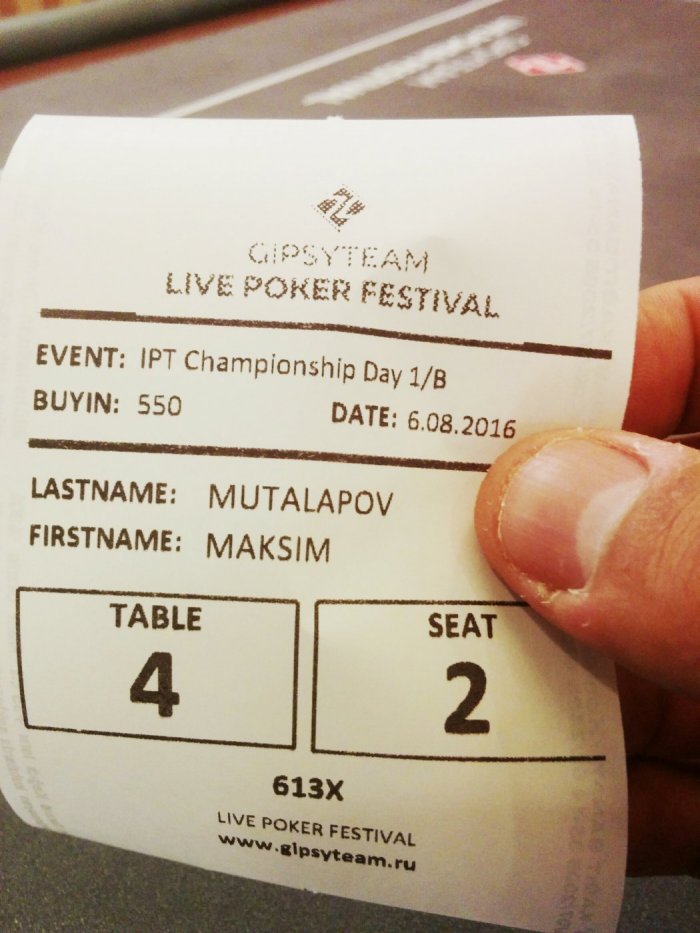 GIPSYTEAM
LIVE POKER FESTIVAL
EVENT: IPT Championship Day 1/B
BUYIN: 550 DATE: 6.08.2016
LASTNAME: MUTALAPOV
FIRSTNAME: MAKSIM
TABLE SEAT
4 2
613X
LIVE POKER FESTIVAL
www.gipsyteam.ru